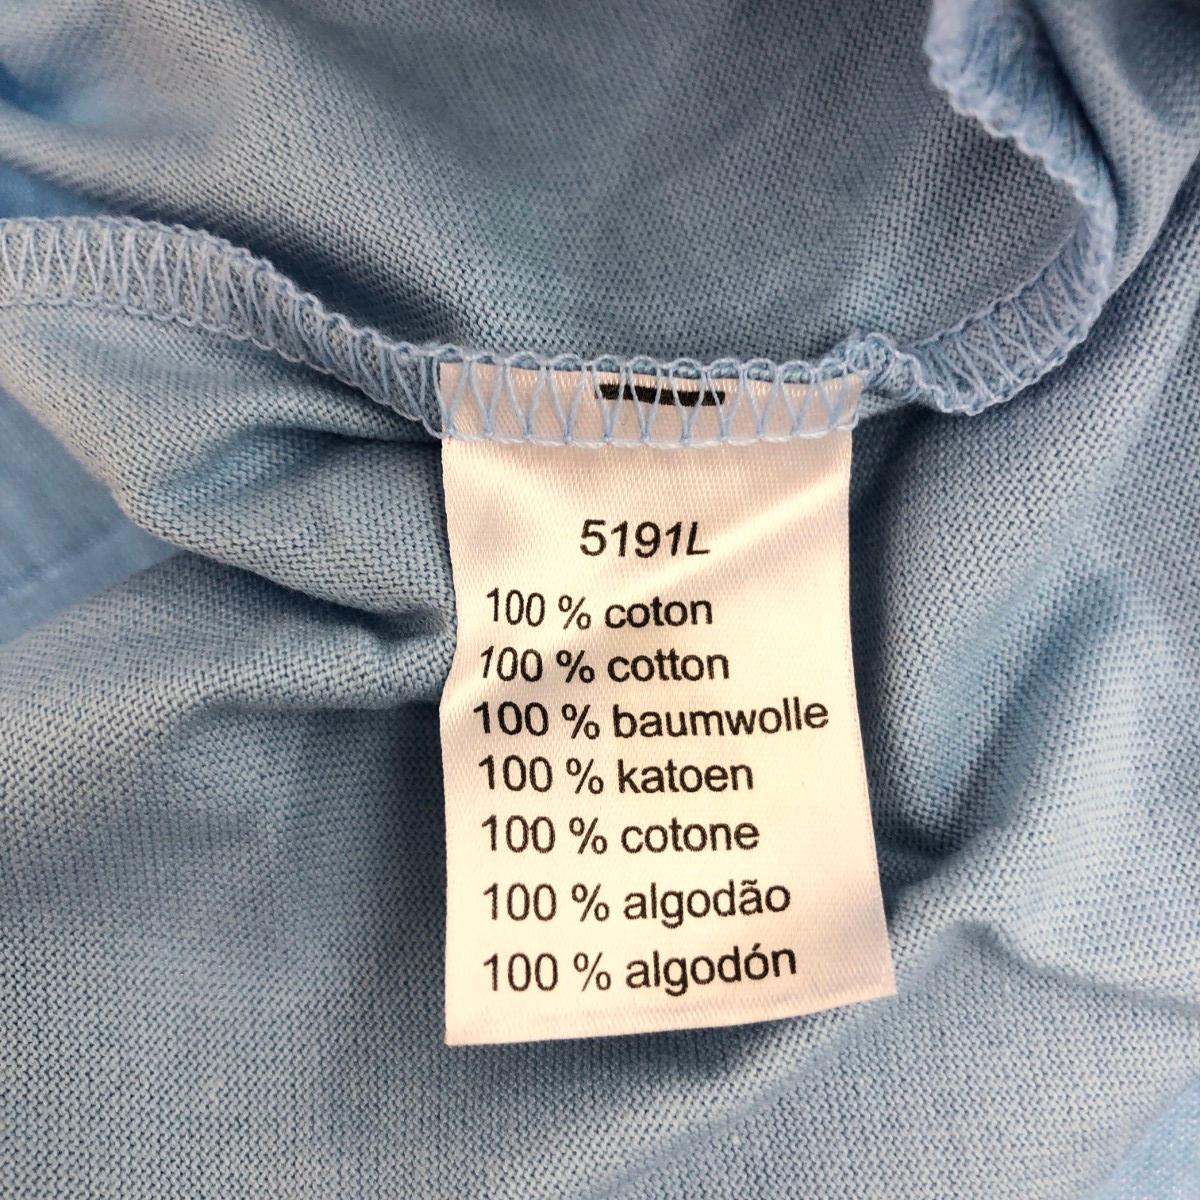 5191L
100 % coton
100 % cotton
100 % baumwolle
100 % katoen
100 % cotone
100 % algodão
100 % algodón